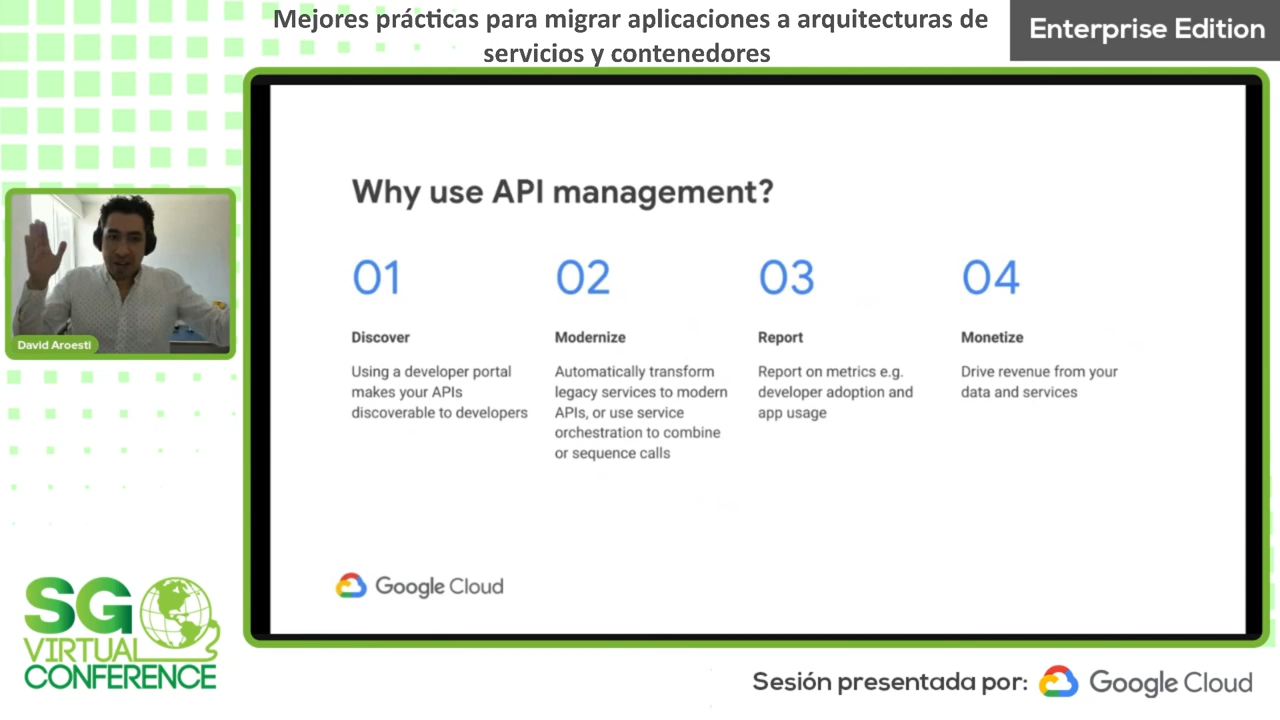 Mejores prácticas para migrar aplicaciones a arquitecturas de
servicios y contenedores
Enterprise Edition
Why use API management?
01
Discover
Using a developer portal
makes your APIs
discoverable to developers
02
Modernize
Automatically transform
legacy services to modern
APIs, or use service
orchestration to combine
or sequence calls
03
Report
Report on metrics e.g.
developer adoption and
app usage
04
Monetize
Drive revenue from your
data and services
Google Cloud
David Aroesti
SG
VIRTUAL
CONFERENCE
Sesión presentada por: Google Cloud